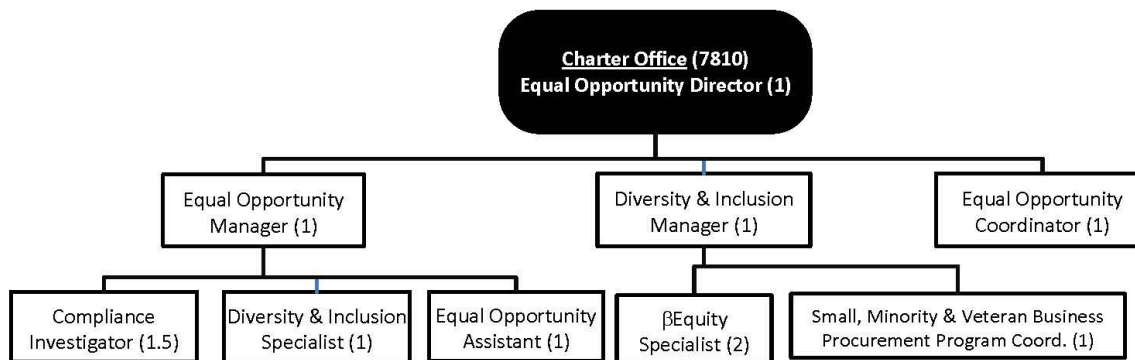 Charter Office (7810)
Equal Opportunity Director (1)
Equal Opportunity
Manager (1)
Diversity & Inclusion
Manager (1)
Equal Opportunity
Coordinator (1)
Compliance
Investigator (1.5)
Diversity & Inclusion
Specialist (1)
Equal Opportunity
Assistant (1)
βEquity
Specialist (2)
Small, Minority & Veteran Business
Procurement Program Coord. (1)